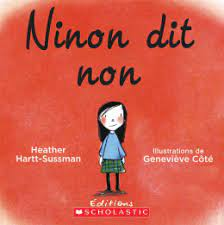 Ninon dit
non
Heather
Hartt-Sussman
Illustrations de
Geneviève Côté
Éditions
SCHOLASTIC